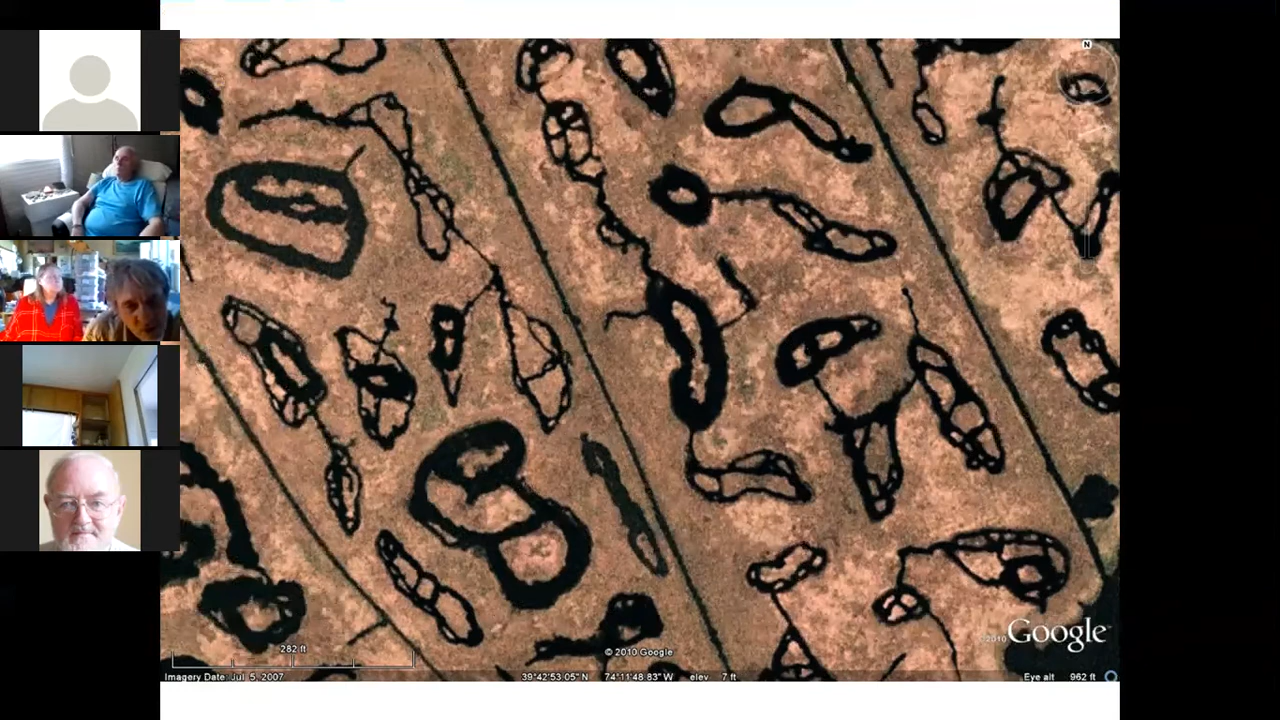 N
©2010 Google
282 ft
© 2010 Google
Imagery Date: Jul 5, 2007 39°42'53.05" N 74°11'48.83" W elev 7 ft Eye alt 962 ft